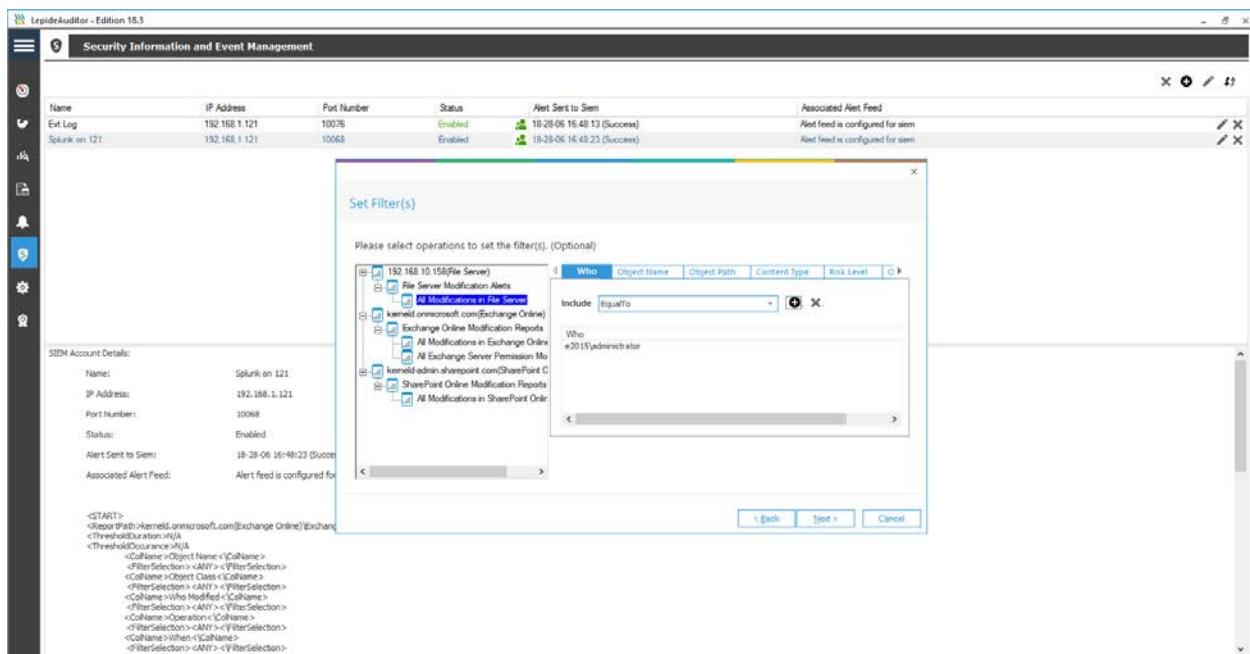 LepideAuditor - Edition 18.3
Security Information and Event Management
Name IP Address Port Number Status Alert Sent to Siem Associated Alert Feed
Evt Log 192.168.1.121 10076 Enabled 18-28-06 16:48:13 (Success) Alert feed is configured for siem
Splunk on 121 192.168.1.121 10068 Enabled 18-28-06 16:48:23 (Success) Alert feed is configured for siem
Set Filter(s)
Please select operations to set the filter(s). (Optional)
192.168.10.158(File Server)
File Server Modification Alerts
All Modifications in File Server
kerneld.onmicrosoft.com(Exchange Online)
Exchange Online Modification Reports
All Modifications in Exchange Online
All Exchange Server Permission Mo
kerneld-admin.sharepoint.com(SharePoint C
SharePoint Online Modification Reports
All Modifications in SharePoint Onlin
Who Object Name Object Path Content Type Risk Level O
Include EqualTo
Who
e2015\administrator
< Back Next > Cancel
SIEM Account Details:
Name: Splunk on 121
IP Address: 192.168.1.121
Port Number: 10068
Status: Enabled
Alert Sent to Siem: 18-28-06 16:48:23 (Succes
Associated Alert Feed: Alert feed is configured for
<START>
<ReportPath>kerneld.onmicrosoft.com(Exchange Online)\Exchang
<ThresholdDuration>N/A
<ThresholdOccurance>N/A
<ColName>Object Name<\ColName>
<FilterSelection><ANY><\FilterSelection>
<ColName>Object Class<\ColName>
<FilterSelection><ANY><\FilterSelection>
<ColName>Who Modified<\ColName>
<FilterSelection><ANY><\FilterSelection>
<ColName>Operation<\ColName>
<FilterSelection><ANY><\FilterSelection>
<ColName>When<\ColName>
<FilterSelection><ANY><\FilterSelection>